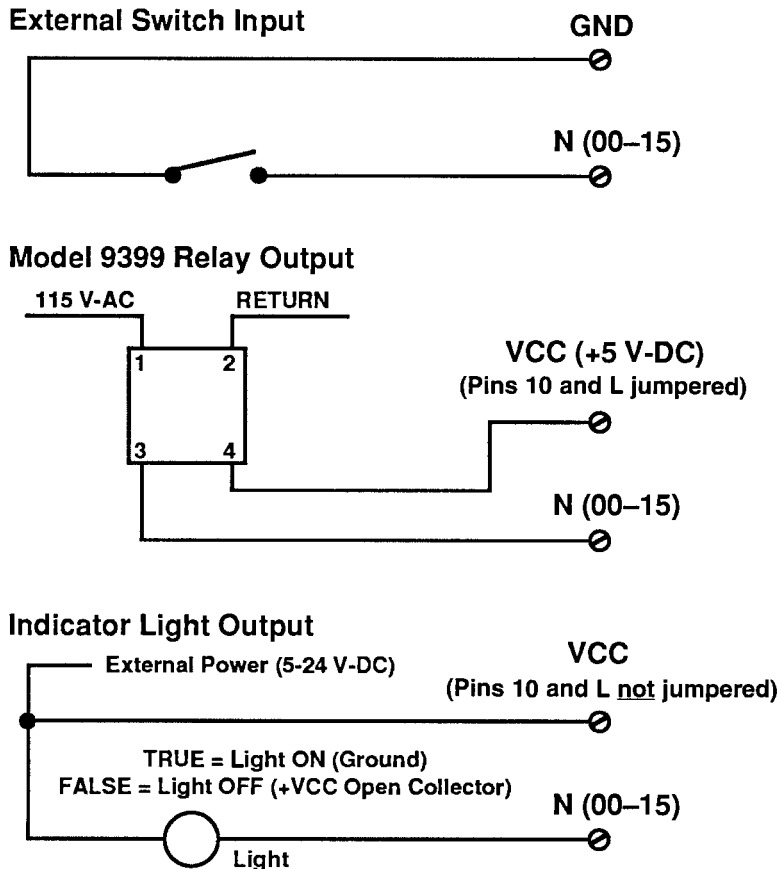 External Switch Input
GND
N (00–15)
Model 9399 Relay Output
115 V-AC
RETURN
1
2
3
4
VCC (+5 V-DC)
(Pins 10 and L jumpered)
N (00–15)
Indicator Light Output
External Power (5-24 V-DC)
VCC
(Pins 10 and L not jumpered)
TRUE = Light ON (Ground)
FALSE = Light OFF (+VCC Open Collector)
N (00–15)
Light